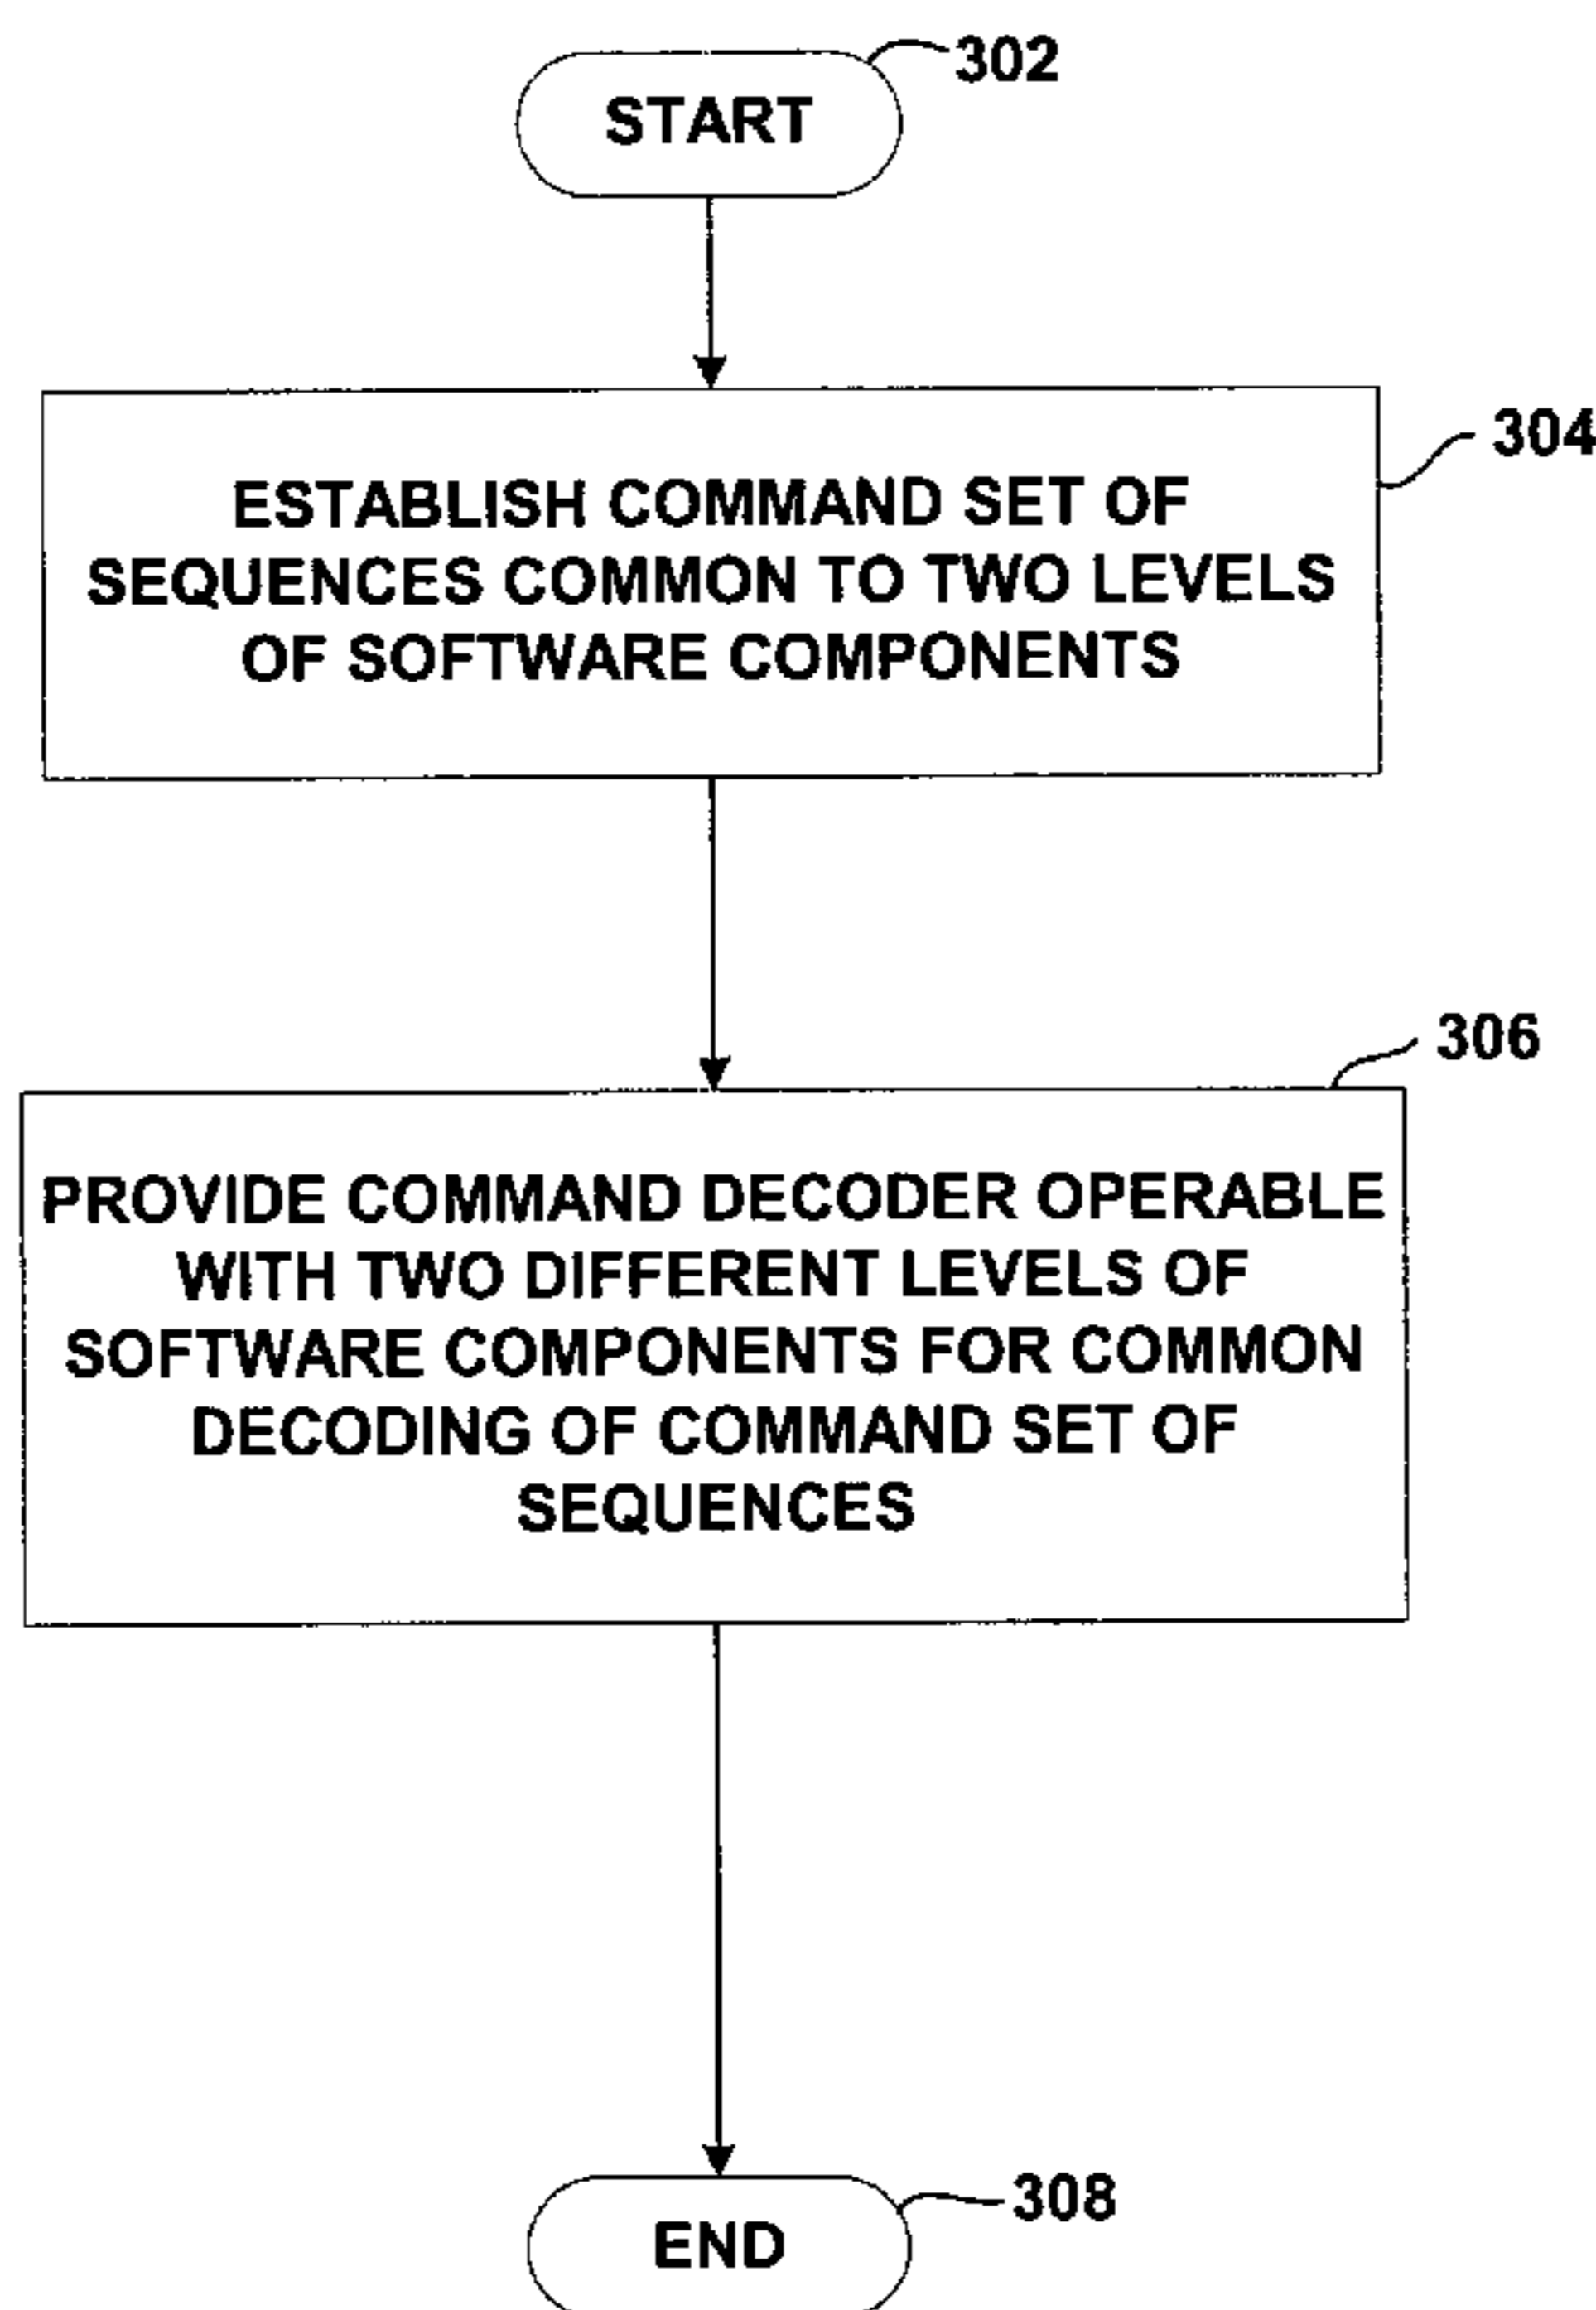 302
START
304
ESTABLISH COMMAND SET OF
SEQUENCES COMMON TO TWO LEVELS
OF SOFTWARE COMPONENTS
306
PROVIDE COMMAND DECODER OPERABLE
WITH TWO DIFFERENT LEVELS OF
SOFTWARE COMPONENTS FOR COMMON
DECODING OF COMMAND SET OF
SEQUENCES
308
END